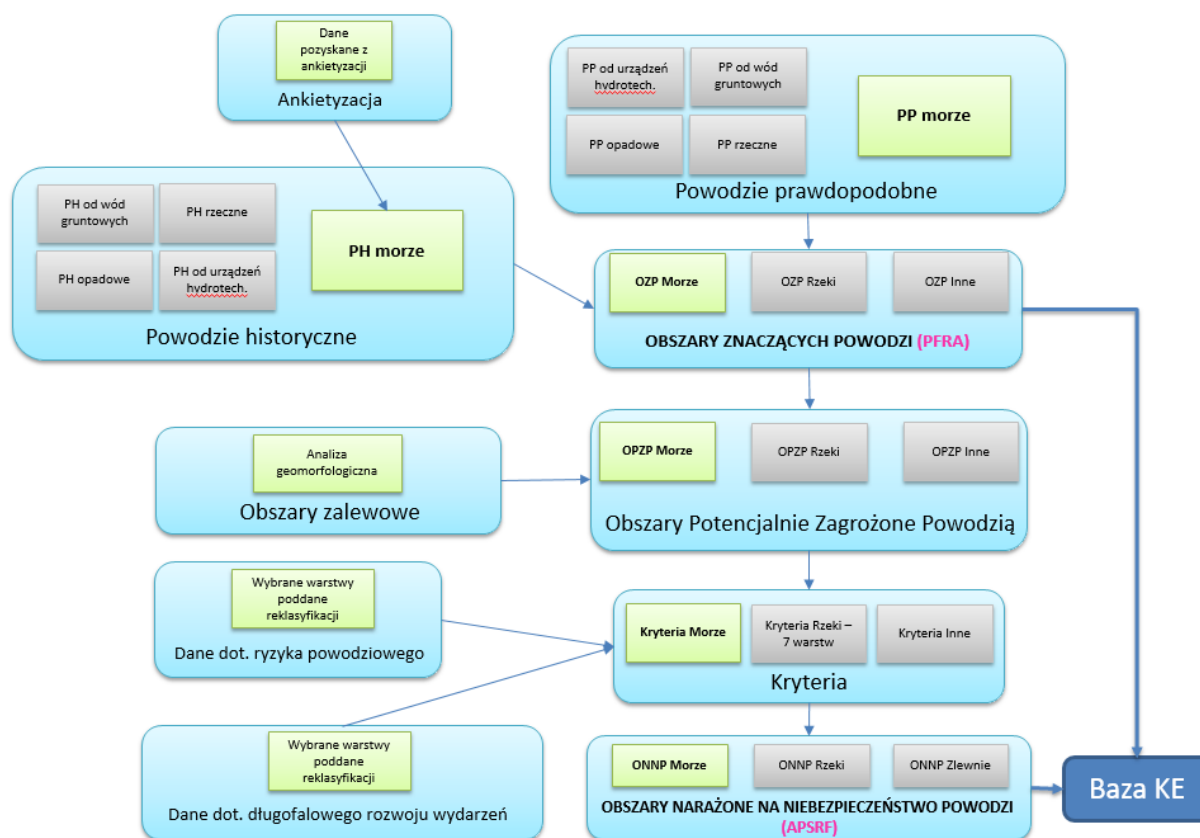 Dane
pozyskane z
ankietyzacji
Ankietyzacja
PP od urządzeń
hydrotech.
PP od wód
gruntowych
PP opadowe
PP rzeczne
PP morze
Powodzie prawdopodobne
PH od wód
gruntowych
PH rzeczne
PH opadowe
PH od urządzeń
hydrotech.
PH morze
Powodzie historyczne
OZP Morze
OZP Rzeki
OZP Inne
OBSZARY ZNACZĄCYCH POWODZI (PFRA)
Analiza
geomorfologiczna
Obszary zalewowe
OPZP Morze
OPZP Rzeki
OPZP Inne
Obszary Potencjalnie Zagrożone Powodzią
Wybrane warstwy
poddane
reklasyfikacji
Dane dot. ryzyka powodziowego
Kryteria Morze
Kryteria Rzeki –
7 warstw
Kryteria Inne
Kryteria
Wybrane warstwy
poddane
reklasyfikacji
Dane dot. długofalowego rozwoju wydarzeń
ONNP Morze
ONNP Rzeki
ONNP Zlewnie
OBSZARY NARAŻONE NA NIEBEZPIECZEŃSTWO POWODZI
(APSRF)
Baza KE